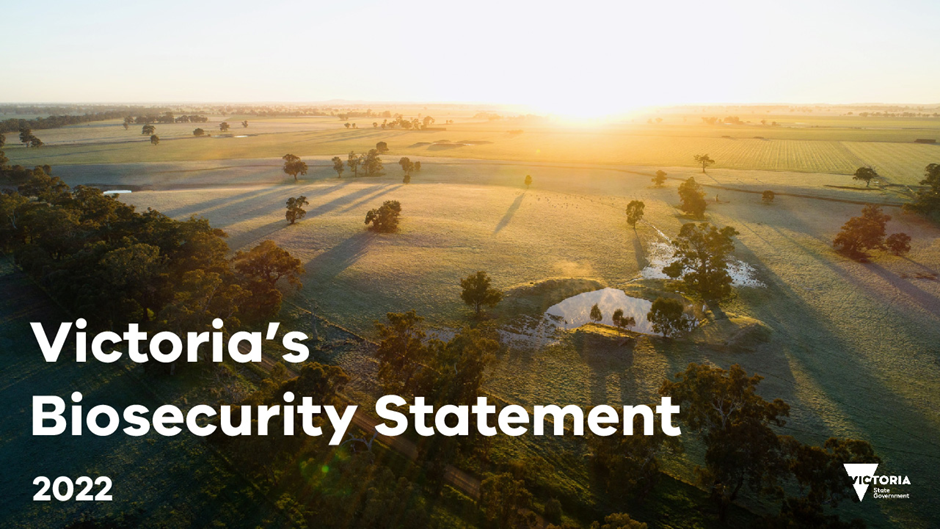 Victoria’s
Biosecurity Statement
2022
VICTORIA
State
Government